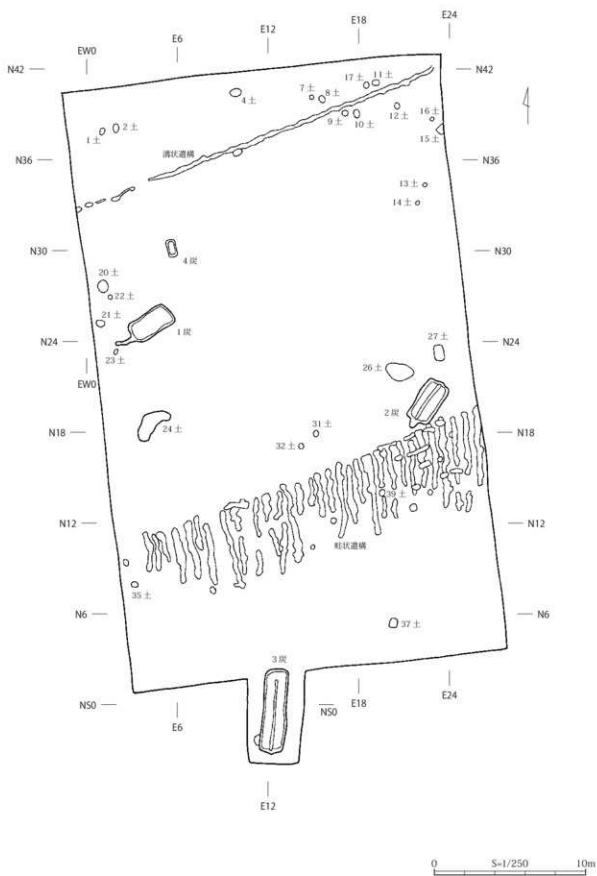 E24
E18
E12
E6
EW0
N42
N42
17土
11土
7土
8土
4土
9土
10土
12土
16土
15土
1土
2土
N36
N36
溝状遺構
13土
14土
N30
N30
4炭
20土
22土
21土
1炭
N24
N24
23土
EW0
27土
26土
2炭
24土
N18
N18
31土
32土
39土
N12
N12
畦状遺構
35土
N6
N6
37土
3炭
NS0
NS0
E6
E18
E24
E12
0
S=1/250
10m